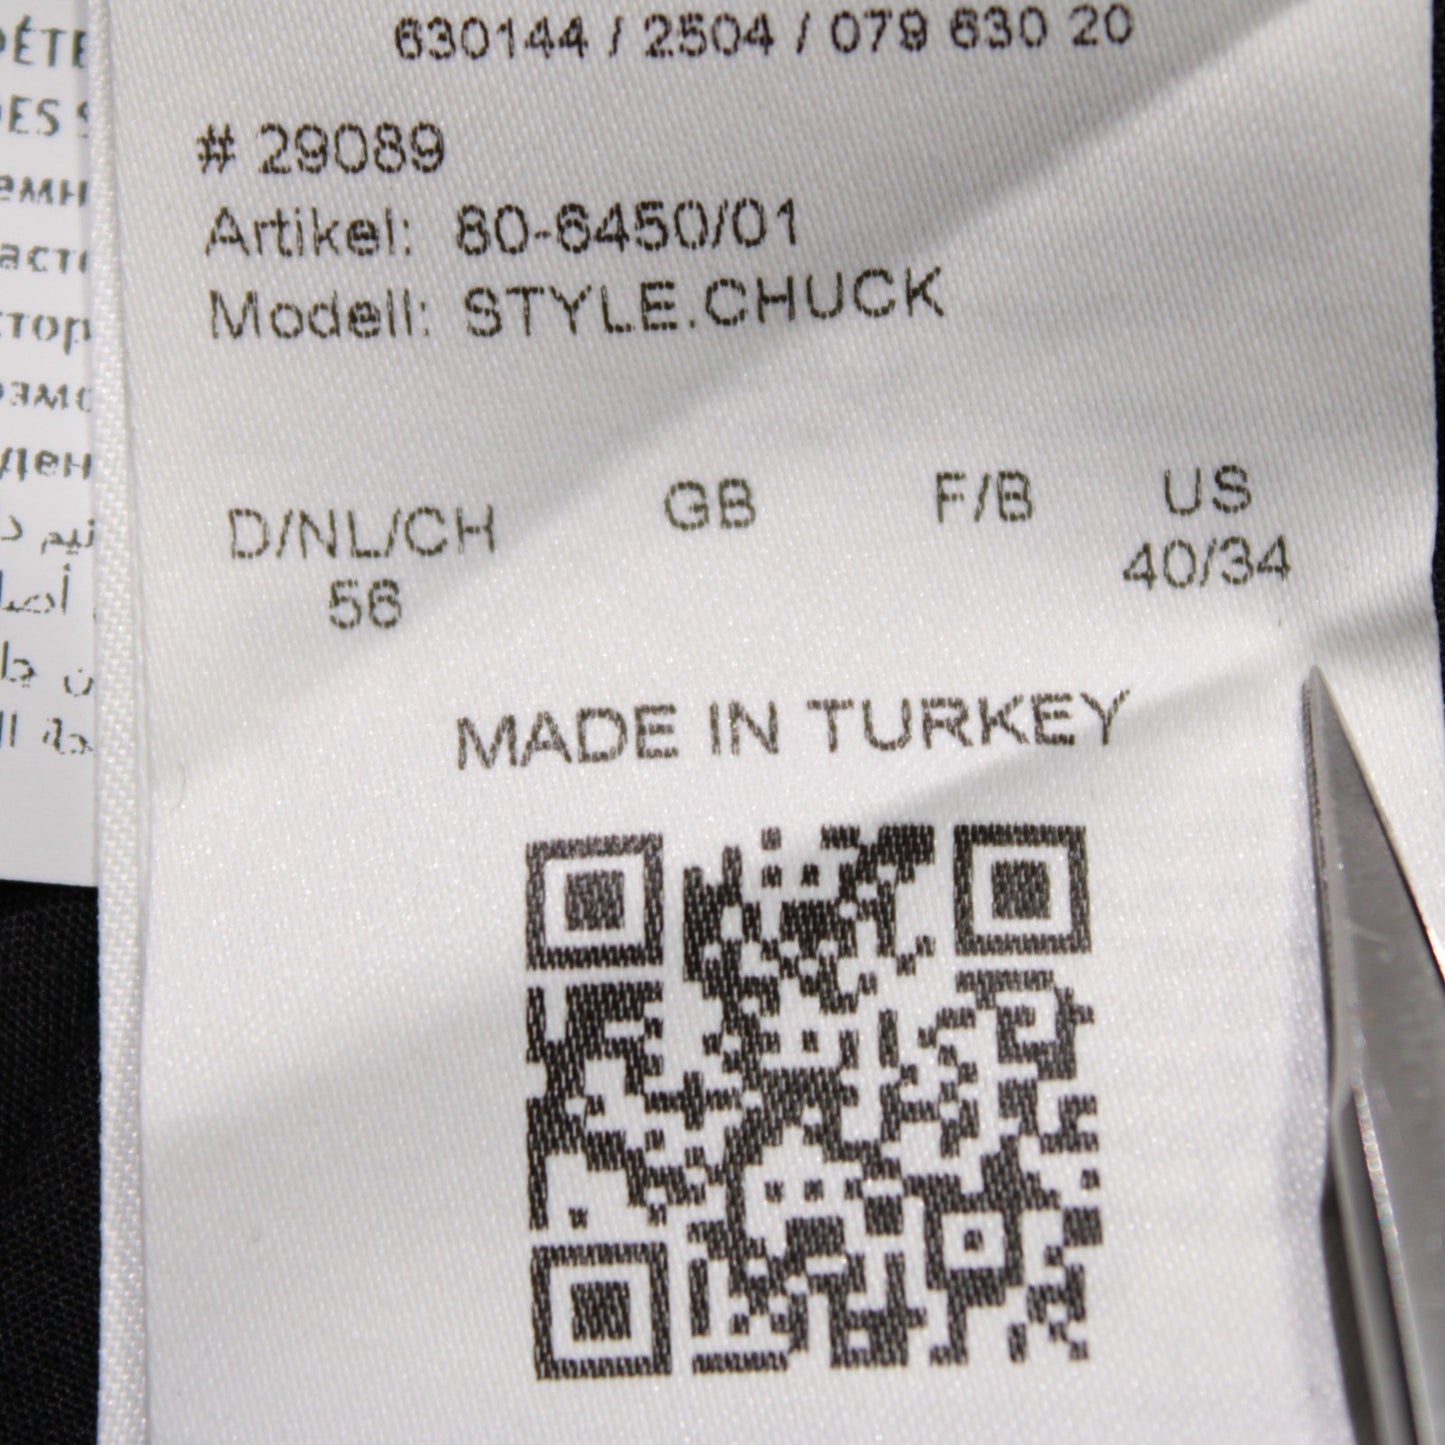 630144 / 2504 / 079 630 20
# 29089
Artikel: 80-6450/01
Modell: STYLE.CHUCK
D/NL/CH GB F/B US
56 40/34
MADE IN TURKEY